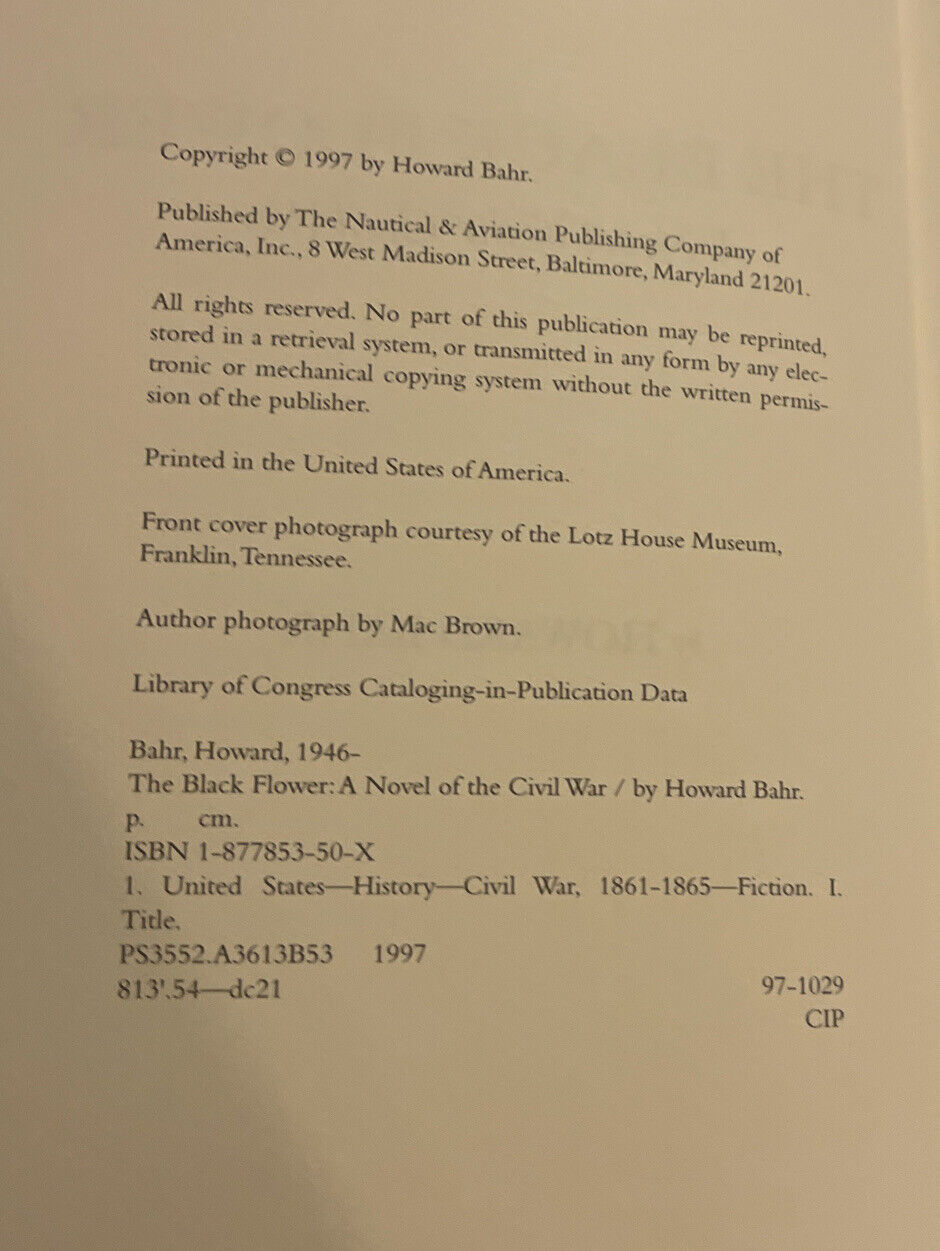 Copyright © 1997 by Howard Bahr.
Published by The Nautical & Aviation Publishing Company of
America, Inc., 8 West Madison Street, Baltimore, Maryland 21201.
All rights reserved. No part of this publication may be reprinted,
stored in a retrieval system, or transmitted in any form by any elec-
tronic or mechanical copying system without the written permis-
sion of the publisher.
Printed in the United States of America.
Front cover photograph courtesy of the Lotz House Museum,
Franklin, Tennessee.
Author photograph by Mac Brown.
Library of Congress Cataloging-in-Publication Data
Bahr, Howard, 1946-
The Black Flower: A Novel of the Civil War / by Howard Bahr.
p. cm.
ISBN 1-877853-50-X
1. United States—History—Civil War, 1861-1865—Fiction. I.
Title.
PS3552.A3613B53 1997
813'.54—dc21 97-1029
CIP